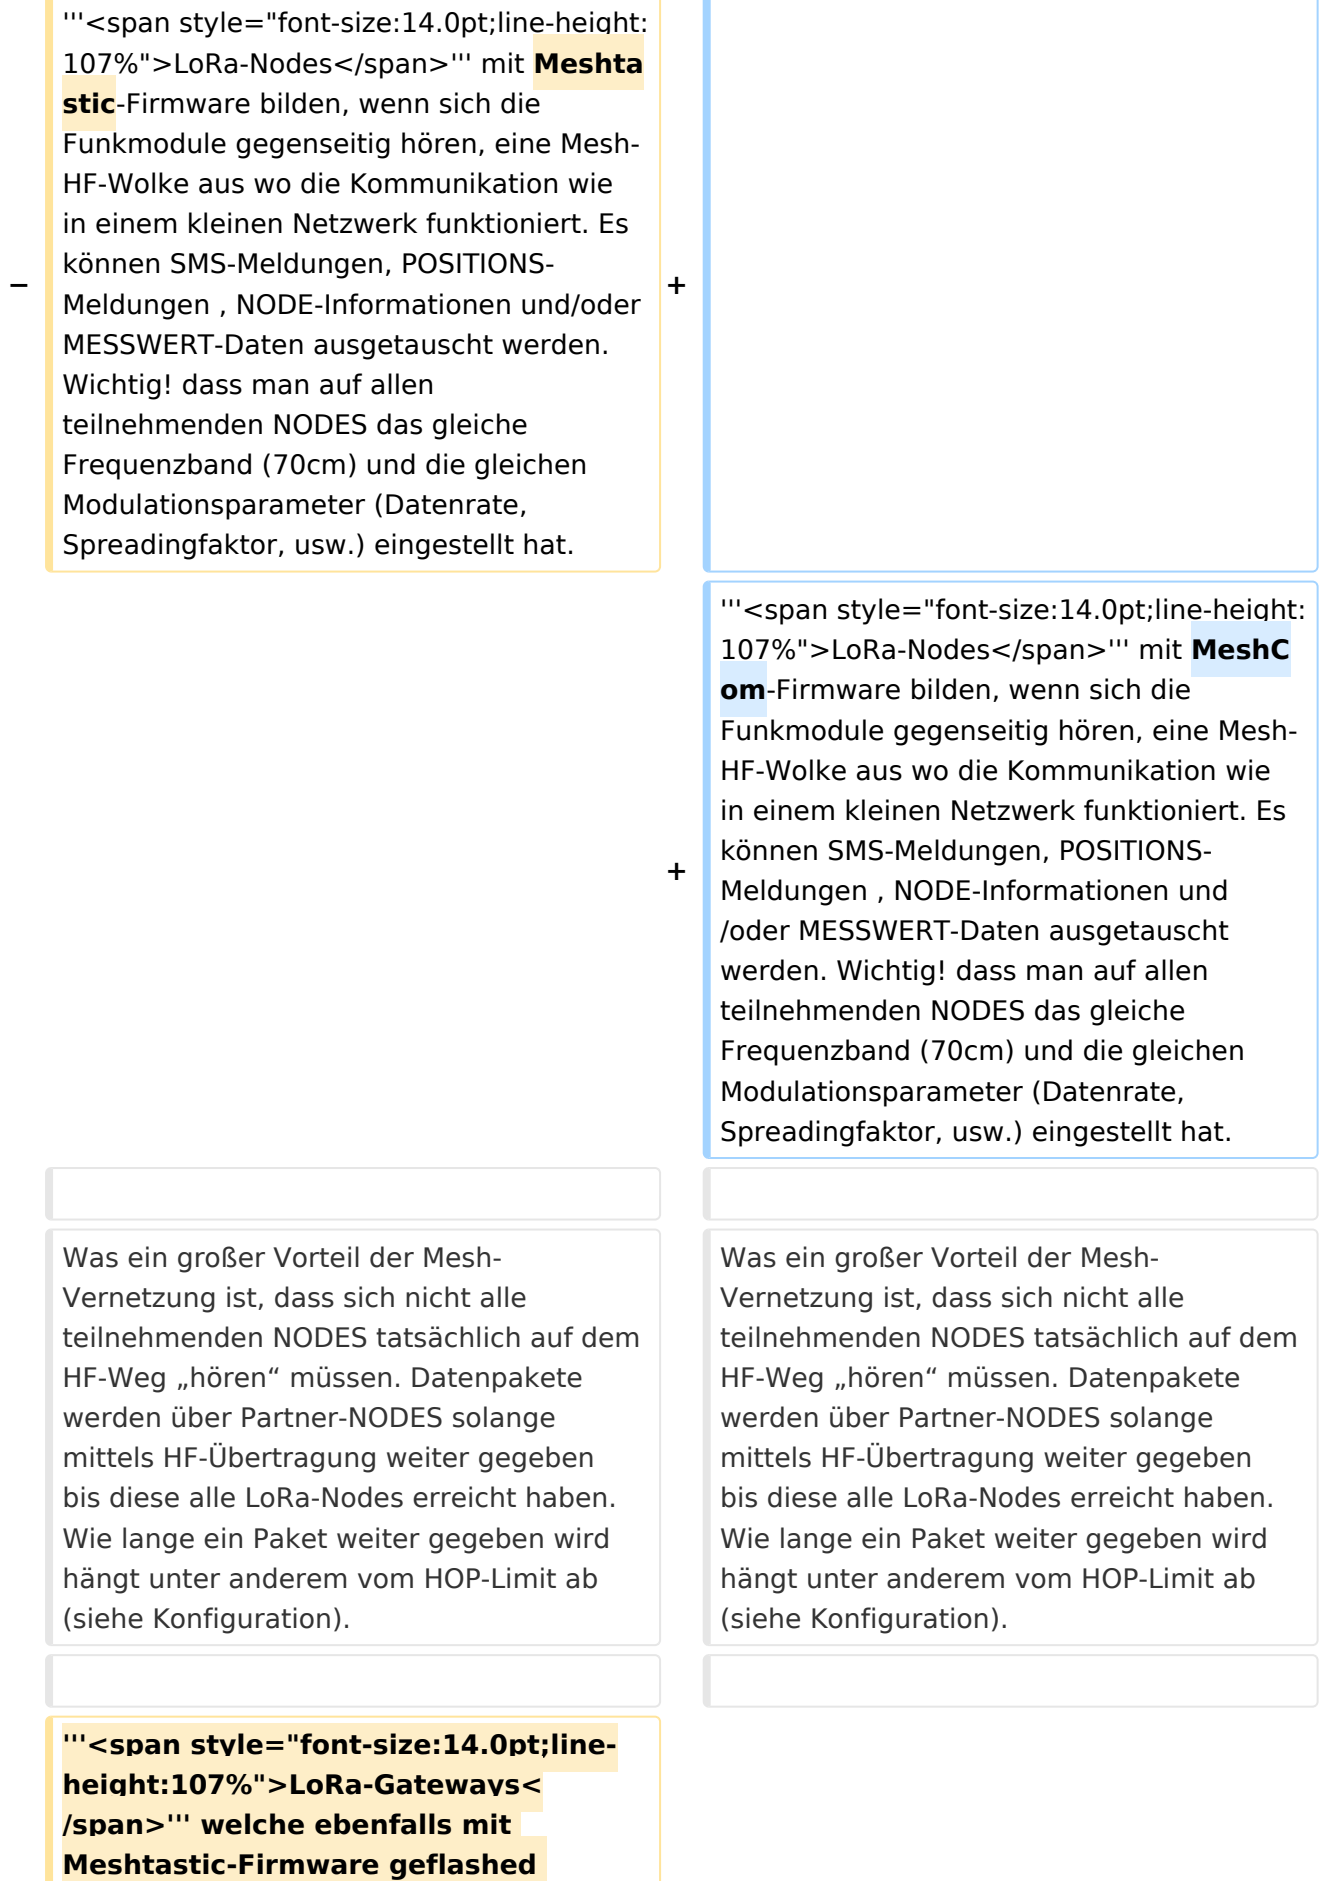 '''<span style="font-size:14.0pt;line-height:
107%">LoRa-Nodes</span>''' mit Meshta
stic-Firmware bilden, wenn sich die
Funkmodule gegenseitig hören, eine Mesh-
HF-Wolke aus wo die Kommunikation wie
in einem kleinen Netzwerk funktioniert. Es
können SMS-Meldungen, POSITIONS-
− Meldungen , NODE-Informationen und/oder +
MESSWERT-Daten ausgetauscht werden.
Wichtig! dass man auf allen
teilnehmenden NODES das gleiche
Frequenzband (70cm) und die gleichen
Modulationsparameter (Datenrate,
Spreadingfaktor, usw.) eingestellt hat.
'''<span style="font-size:14.0pt;line-height:
107%">LoRa-Nodes</span>''' mit MeshC
om-Firmware bilden, wenn sich die
Funkmodule gegenseitig hören, eine Mesh-
HF-Wolke aus wo die Kommunikation wie
in einem kleinen Netzwerk funktioniert. Es
können SMS-Meldungen, POSITIONS-
+ Meldungen , NODE-Informationen und
/oder MESSWERT-Daten ausgetauscht
werden. Wichtig! dass man auf allen
teilnehmenden NODES das gleiche
Frequenzband (70cm) und die gleichen
Modulationsparameter (Datenrate,
Spreadingfaktor, usw.) eingestellt hat.
Was ein großer Vorteil der Mesh-
Vernetzung ist, dass sich nicht alle
teilnehmenden NODES tatsächlich auf dem
HF-Weg „hören“ müssen. Datenpakete
werden über Partner-NODES solange
mittels HF-Übertragung weiter gegeben
bis diese alle LoRa-Nodes erreicht haben.
Wie lange ein Paket weiter gegeben wird
hängt unter anderem vom HOP-Limit ab
(siehe Konfiguration).
Was ein großer Vorteil der Mesh-
Vernetzung ist, dass sich nicht alle
teilnehmenden NODES tatsächlich auf dem
HF-Weg „hören“ müssen. Datenpakete
werden über Partner-NODES solange
mittels HF-Übertragung weiter gegeben
bis diese alle LoRa-Nodes erreicht haben.
Wie lange ein Paket weiter gegeben wird
hängt unter anderem vom HOP-Limit ab
(siehe Konfiguration).
'''<span style="font-size:14.0pt;line-
height:107%">LoRa-Gateways<
/span>''' welche ebenfalls mit
Meshtastic-Firmware geflashed